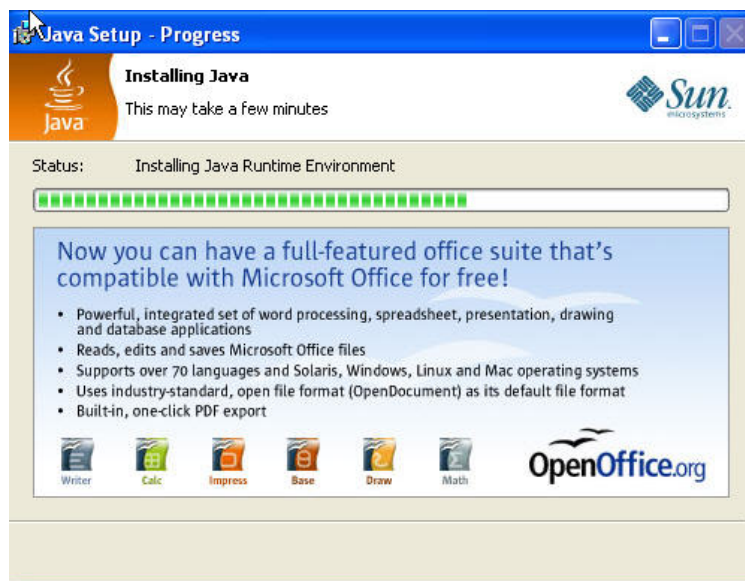 Java Setup - Progress
Installing Java
This may take a few minutes
Java
Sun
microsystems
Status: Installing Java Runtime Environment
Now you can have a full-featured office suite that's
compatible with Microsoft Office for free!
• Powerful, integrated set of word processing, spreadsheet, presentation, drawing
and database applications
• Reads, edits and saves Microsoft Office files
• Supports over 70 languages and Solaris, Windows, Linux and Mac operating systems
• Uses industry-standard, open file format (OpenDocument) as its default file format
• Built-in, one-click PDF export
Writer Calc Impress Base Draw Math
OpenOffice.org